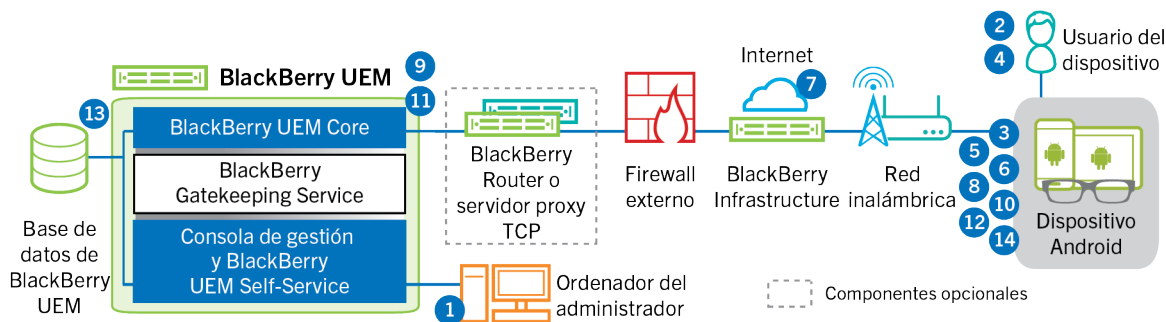 BlackBerry UEM
9
11
13
BlackBerry UEM Core
BlackBerry
Gatekeeping Service
Consola de gestión
y BlackBerry
UEM Self-Service
Base de
datos de
BlackBerry
UEM
1
Ordenador del
administrador
BlackBerry
Router o
servidor proxy
TCP
Firewall
externo
Internet
7
BlackBerry
Infrastructure
Red
inalámbrica
2
4
Usuario del
dispositivo
3
5
6
8
10
12
14
Dispositivo
Android
Componentes opcionales